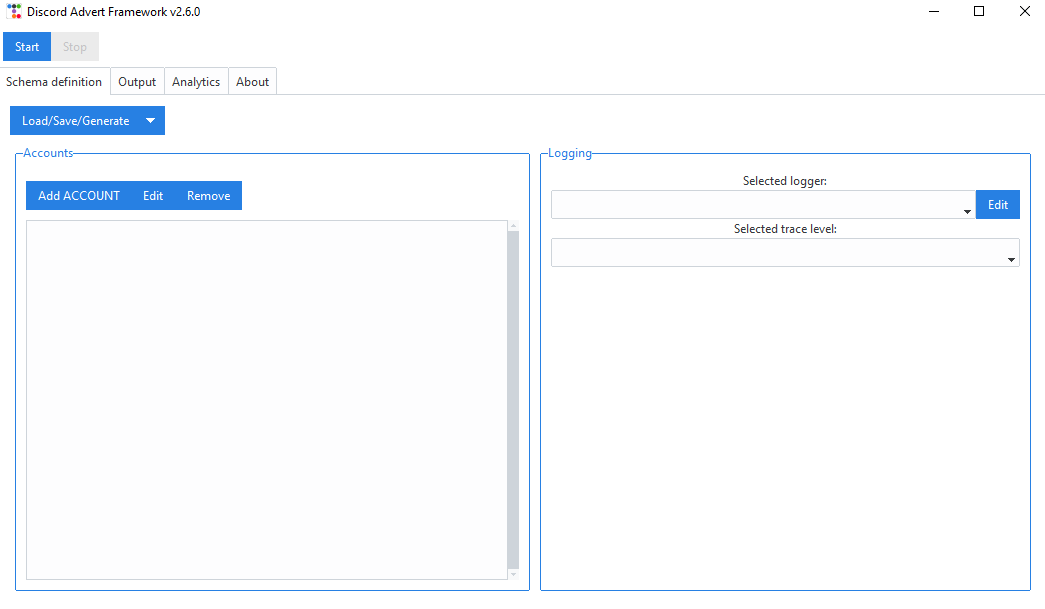 Discord Advert Framework v2.6.0
Start Stop
Schema definition Output Analytics About
Load/Save/Generate
Accounts
Add ACCOUNT Edit Remove
Logging
Selected logger:
Edit
Selected trace level: